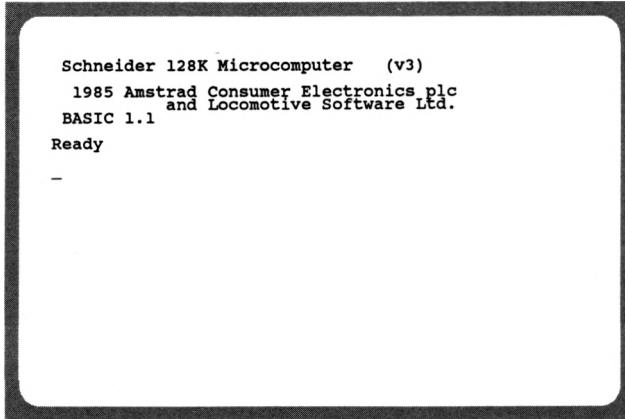 Schneider 128K Microcomputer (v3)
1985 Amstrad Consumer Electronics plc
and Locomotive Software Ltd.
BASIC 1.1
Ready
_